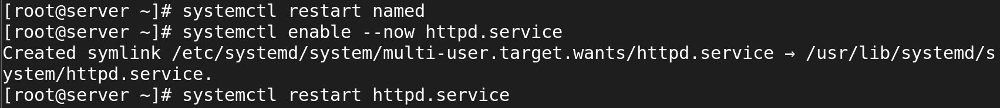 [root@server ~]# systemctl restart named
[root@server ~]# systemctl enable --now httpd.service
Created symlink /etc/systemd/system/multi-user.target.wants/httpd.service → /usr/lib/systemd/s
ystem/httpd.service.
[root@server ~]# systemctl restart httpd.service